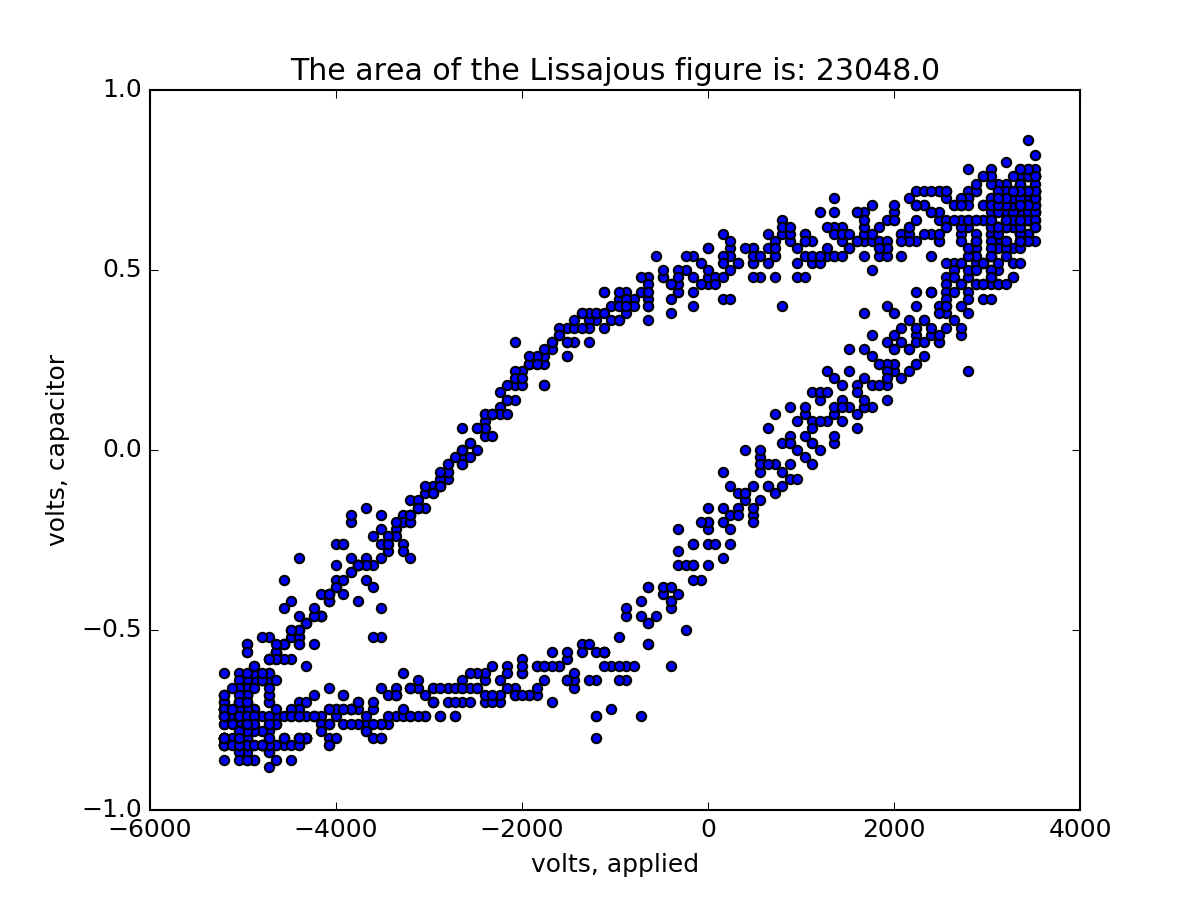 The area of the Lissajous figure is: 23048.0
1.0
0.5
0.0
−0.5
−1.0
volts, capacitor
−6000 −4000 −2000 0 2000 4000
volts, applied